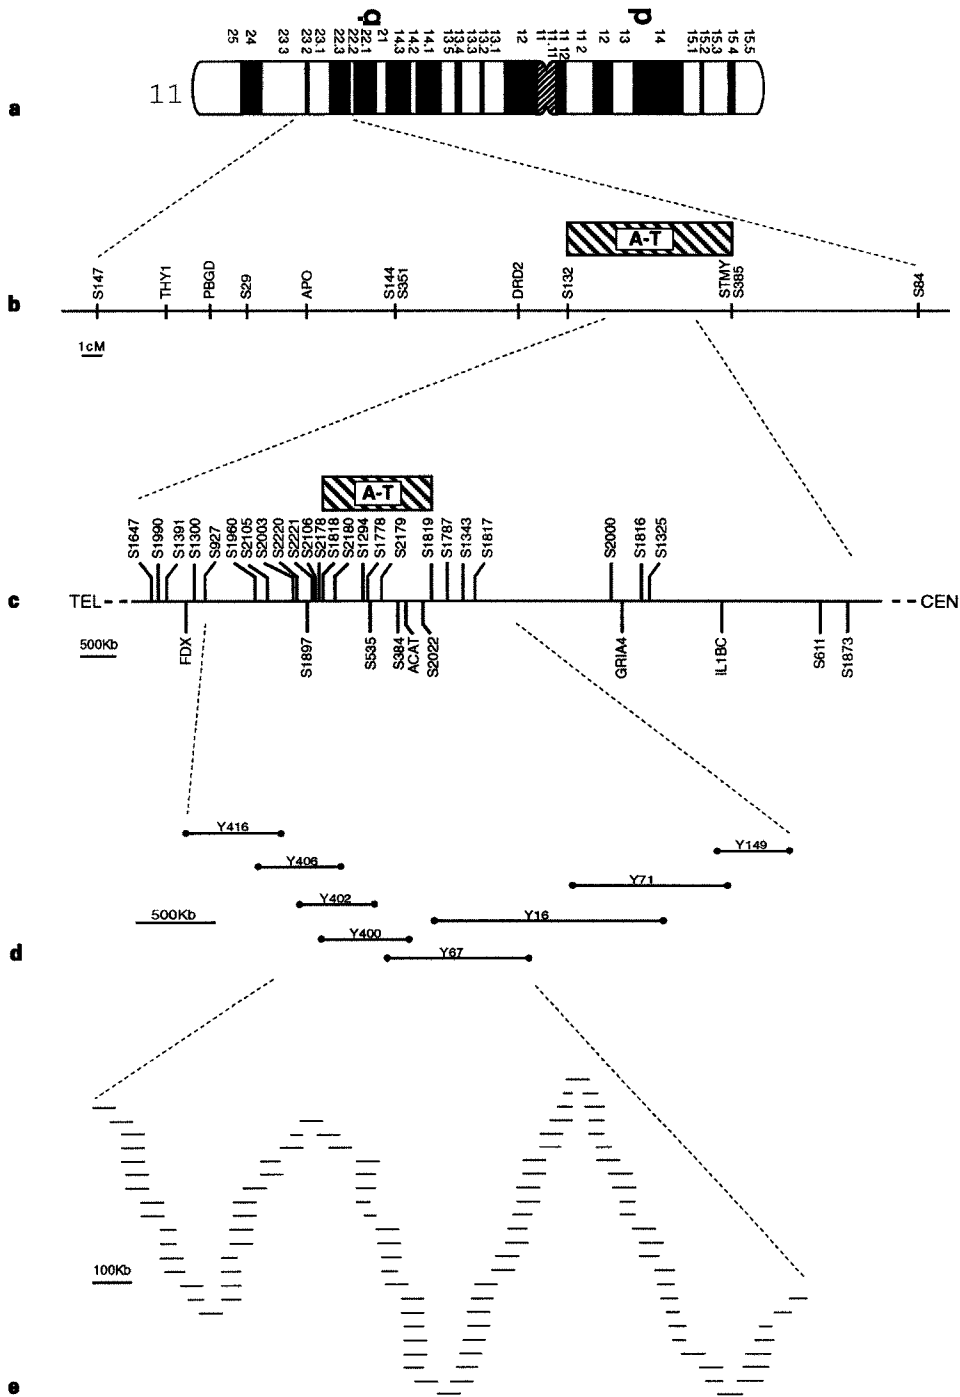 q p
25 24 23 3 23.2 23.1 22.3 22.2 22.1 21 14.3 14.2 14.1 13.5 13.4 13.3 13.2 13.1 12 11 11.11 11 12 11 2 12 13 14 15.1 15.2 15.3 15 4 15.5
11
a
A-T
S147 THY1 PBGD S29 APO S144 S351 DRD2 S132 STMY S385 S84
b
1cM
A-T
S1647 S1990 S1391 S1300 S927 S1960 S2105 S2003 S2220 S2221 S2106 S2178 S1818 S2180 S1294 S1778 S2179 S1819 S1787 S1343 S1817 S2000 S1816 S1325
c
TEL CEN
500Kb
FDX S1897 S535 S384 ACAT S2022 GRIA4 IL1BC S611 S1873
Y416
Y149
Y406
Y71
Y402
500Kb
Y16
Y400
d
Y67
100Kb
e